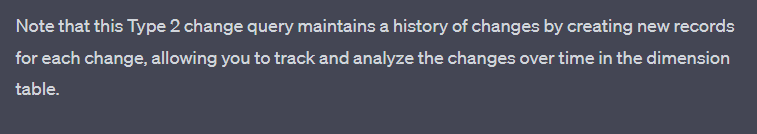 Note that this Type 2 change query maintains a history of changes by creating new records
for each change, allowing you to track and analyze the changes over time in the dimension
table.